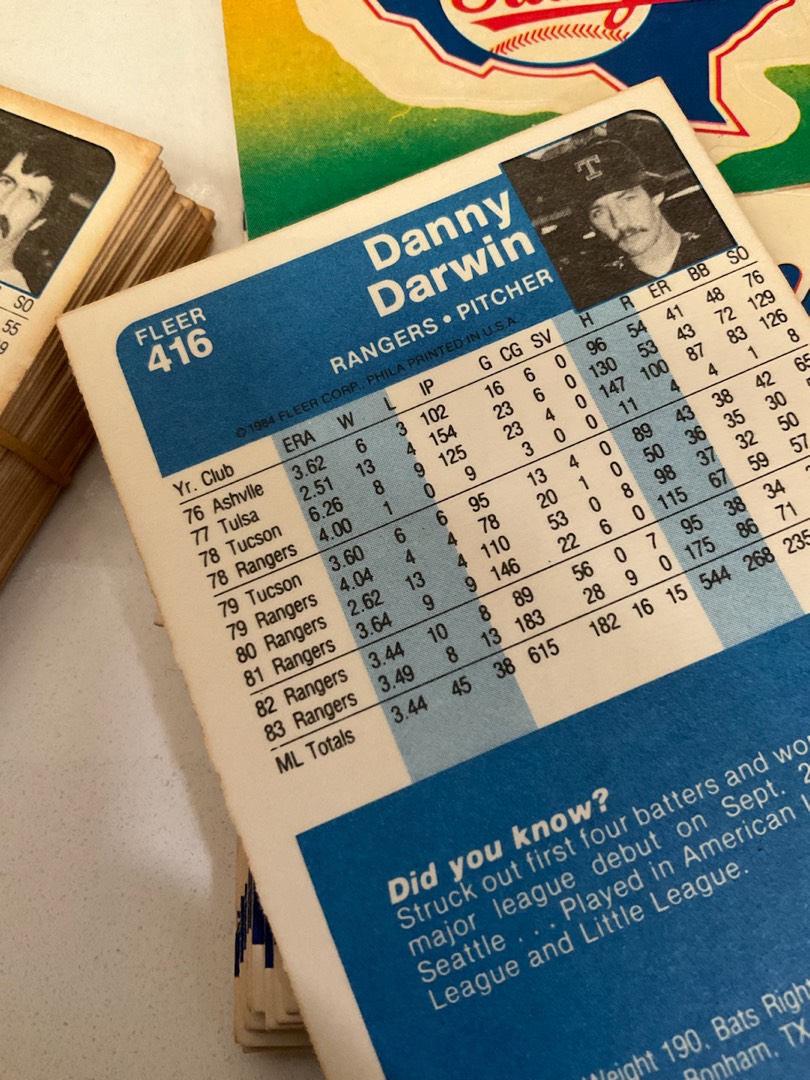 SO
55
9
FLEER
416
Danny
Darwin
RANGERS • PITCHER
© 1984 FLEER CORP., PHILA PRINTED IN U.S.A.
T
Yr. Club ERA W L IP G CG SV H R ER BB SO
76 Ashvlle 3.62 6 3 102 16 6 0 96 54 41 48 76
77 Tulsa 2.51 13 4 154 23 6 0 130 53 43 72 129
78 Tucson 6.26 8 9 125 23 4 0 147 100 87 83 126
78 Rangers 4.00 1 0 9 3 0 0 11 4 4 1 8
79 Tucson 3.60 6 6 95 13 4 0 89 43 38 42 65
79 Rangers 4.04 4 4 78 20 1 0 50 36 35 30
80 Rangers 2.62 13 4 110 53 0 8 98 37 32 50
81 Rangers 3.64 9 9 146 22 6 0 115 67 59 57
82 Rangers 3.44 10 8 89 56 0 7 95 38 34
83 Rangers 3.49 8 13 183 28 9 0 175 86 71
ML Totals 3.44 45 38 615 182 16 15 544 268 235
Did you know?
Struck out first four batters and wo
major league debut on Sept.
Seattle . . . Played in American
League and Little League.
Weight 190. Bats Right
Bonham, TX